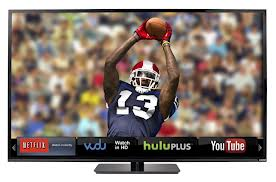 13
NETFLIX
vudu
Watch in HD
huluPLUS
YouTube